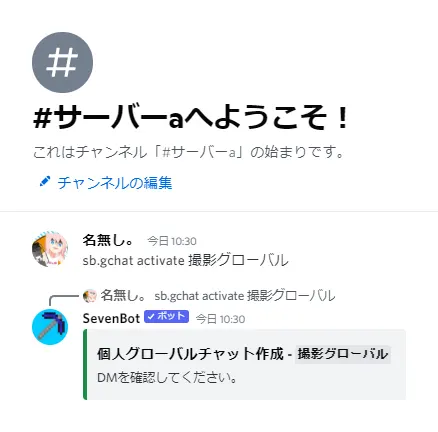 #サーバーaへようこそ！
これはチャンネル「#サーバーa」の始まりです。
チャンネルの編集
名無し。 今日10:30
sb.gchat activate 撮影グローバル
名無し。 sb.gchat activate 撮影グローバル
SevenBot ✓ボット 今日10:30
個人グローバルチャット作成 - 撮影グローバル
DMを確認してください。